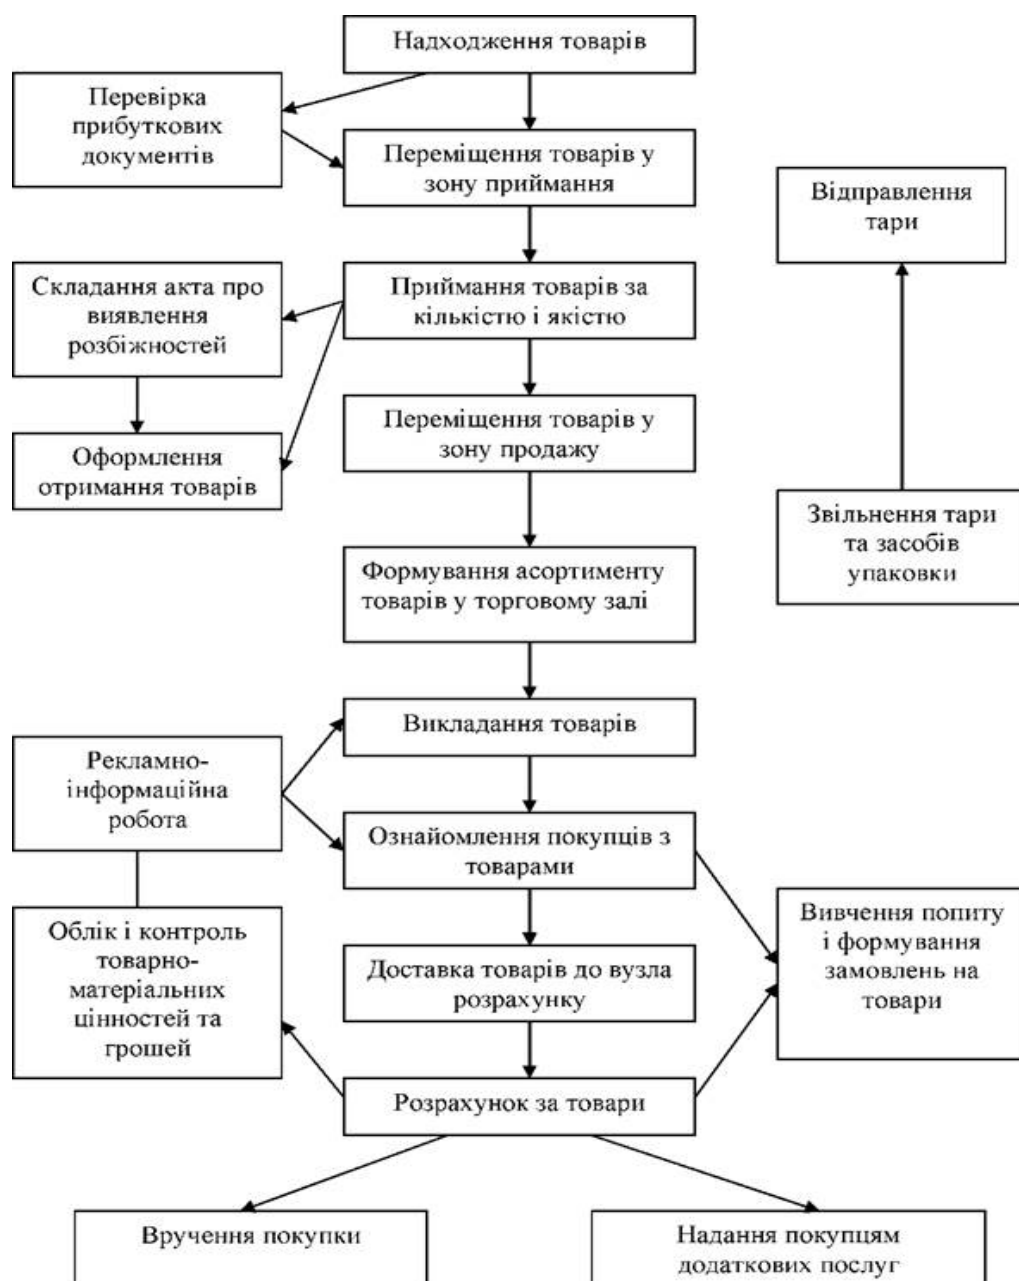 Надходження товарів
Перевірка
прибуткових
документів
Переміщення товарів у
зону приймання
Відправлення
тари
Складання акта про
виявлення
розбіжностей
Приймання товарів за
кількістю і якістю
Переміщення товарів у
зону продажу
Оформлення
отримання товарів
Звільнення тари
та засобів
упаковки
Формування асортименту
товарів у торговому залі
Викладання товарів
Рекламно-
інформаційна
робота
Ознайомлення покупців з
товарами
Вивчення попиту
і формування
замовлень на
товари
Облік і контроль
товарно-
матеріальних
цінностей та
грошей
Доставка товарів до вузла
розрахунку
Розрахунок за товари
Вручення покупки
Надання покупцям
додаткових послуг